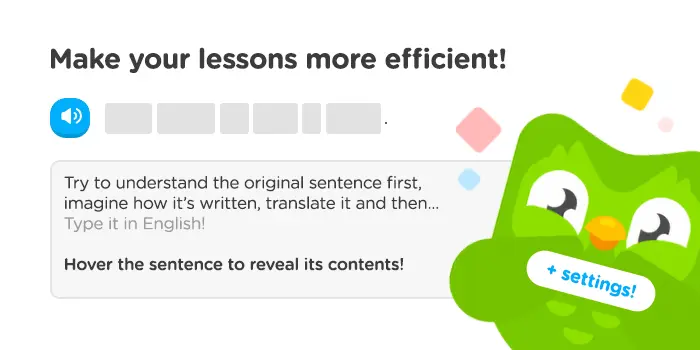 Make your lessons more efficient!
.
Try to understand the original sentence first,
imagine how it's written, translate it and then...
Type it in English!
Hover the sentence to reveal its contents!
+ settings!